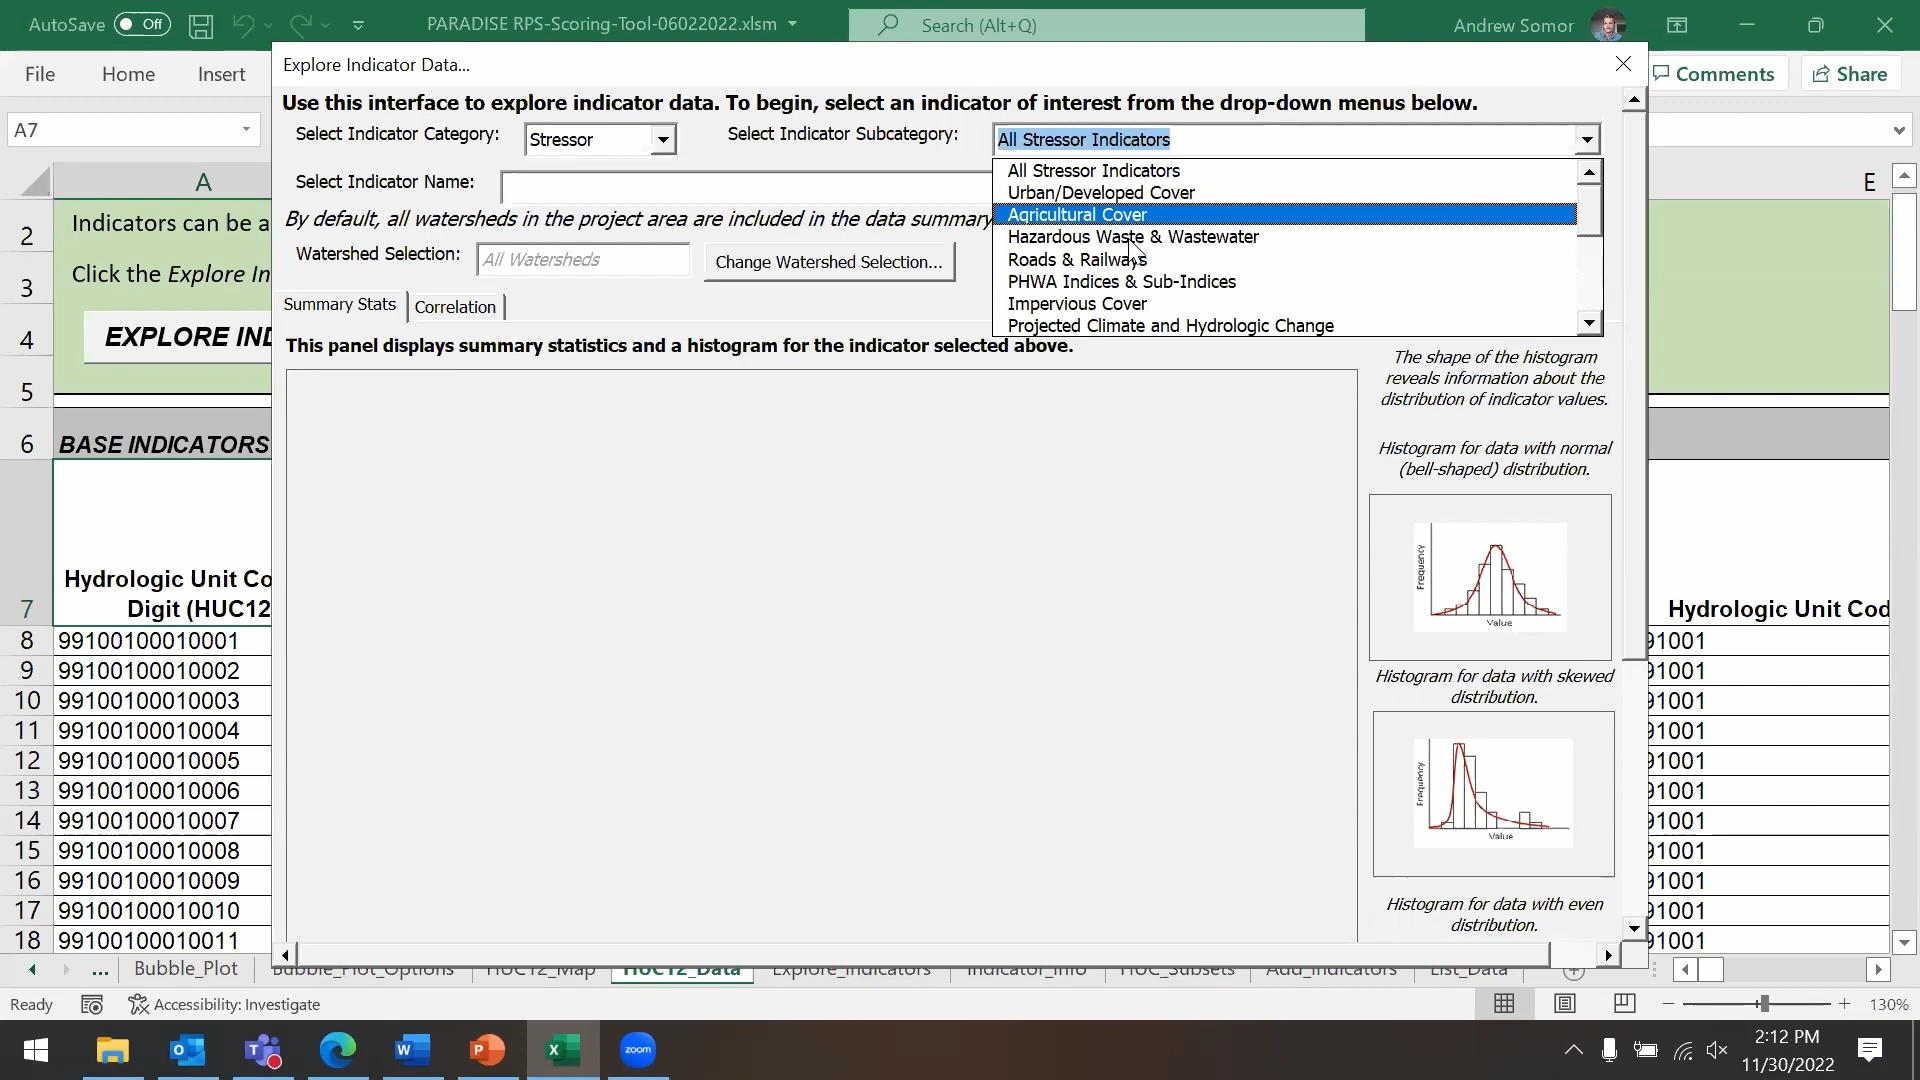 AutoSave Off
PARADISE RPS-Scoring-Tool-06022022.xlsm
Search (Alt+Q)
Andrew Somor
File Home Insert
Comments Share
Explore Indicator Data...
Use this interface to explore indicator data. To begin, select an indicator of interest from the drop-down menus below.
Select Indicator Category: Stressor
Select Indicator Subcategory: All Stressor Indicators
Select Indicator Name:
All Stressor Indicators
Urban/Developed Cover
Agricultural Cover
Hazardous Waste & Wastewater
Roads & Railways
PHWA Indices & Sub-Indices
Impervious Cover
Projected Climate and Hydrologic Change
By default, all watersheds in the project area are included in the data summary
Watershed Selection: All Watersheds Change Watershed Selection...
Summary Stats Correlation
This panel displays summary statistics and a histogram for the indicator selected above.
The shape of the histogram
reveals information about the
distribution of indicator values.
Histogram for data with normal
(bell-shaped) distribution.
Frequency
Value
Histogram for data with skewed
distribution.
Frequency
Value
Histogram for data with even
distribution.
A7
A E
2 Indicators can be a
3 Click the Explore In
4 EXPLORE IND
5
6 BASE INDICATORS
7 Hydrologic Unit Co
Digit (HUC12
Hydrologic Unit Cod
8 99100100010001 91001
9 99100100010002 91001
10 99100100010003 91001
11 99100100010004 91001
12 99100100010005 91001
13 99100100010006 91001
14 99100100010007 91001
15 99100100010008 91001
16 99100100010009 91001
17 99100100010010 91001
18 99100100010011 91001
... Bubble_Plot Bubble_Plot_Options HUC12_Map HUC12_Data Explore_Indicators Indicator_Info HUC_Subsets Add_Indicators List_Data
Ready Accessibility: Investigate 130%
zoom
2:12 PM
11/30/2022